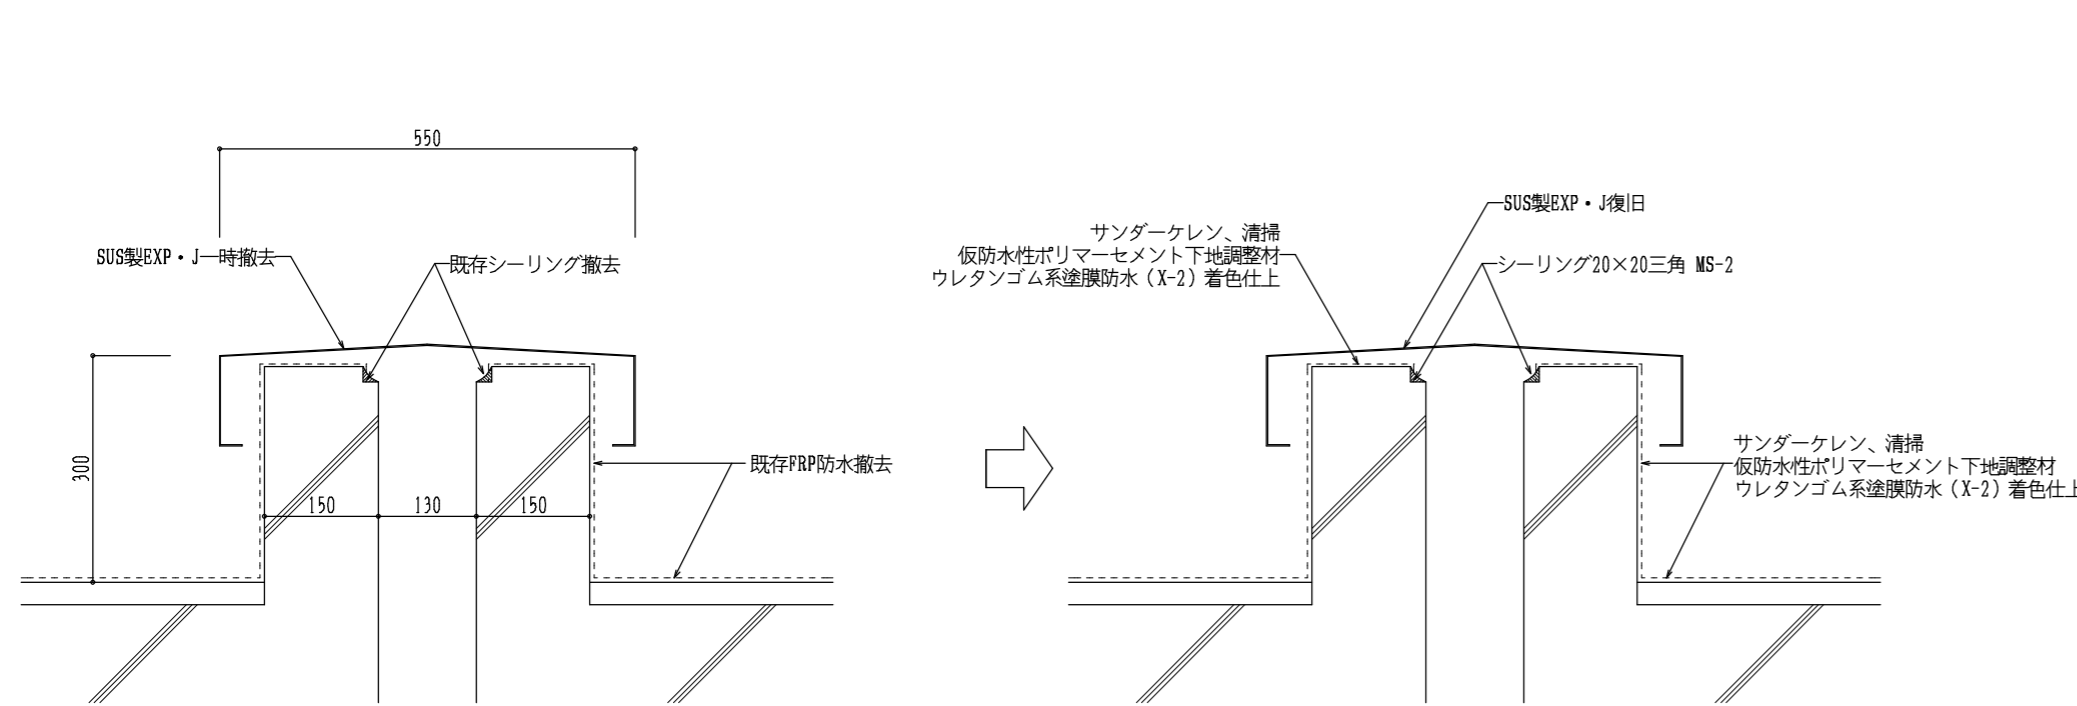 550
SUS製EXP・J一時撤去
既存シーリング撤去
300
150
130
150
既存FRP防水撤去
SUS製EXP・J復旧
サンダーケレン、清掃
仮防水性ポリマーセメント下地調整材
ウレタンゴム系塗膜防水（X-2）着色仕上
シーリング20×20三角 MS-2
サンダーケレン、清掃
仮防水性ポリマーセメント下地調整材
ウレタンゴム系塗膜防水（X-2）着色仕上